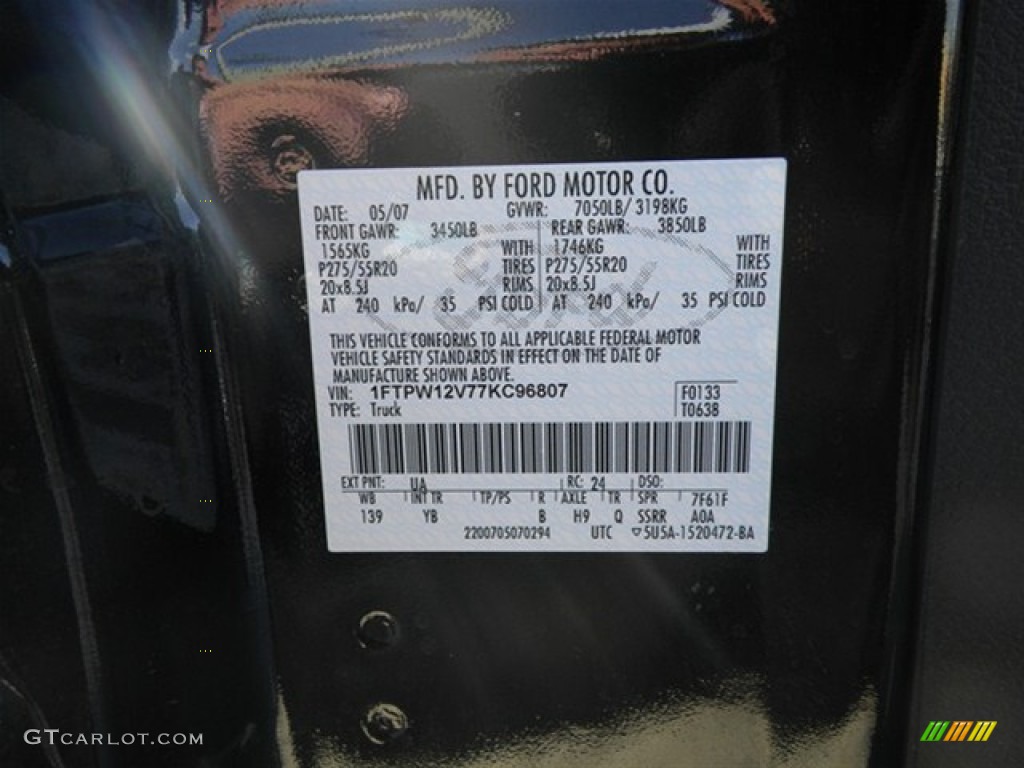 MFD. BY FORD MOTOR CO.
DATE: 05/07 GVWR: 7050LB/ 3198KG
FRONT GAWR: 3450LB REAR GAWR: 3850LB
1565KG WITH 1746KG WITH
P275/55R20 TIRES P275/55R20 TIRES
20x8.5J RIMS 20x8.5J RIMS
AT 240 kPa/ 35 PSI COLD AT 240 kPa/ 35 PSI COLD
THIS VEHICLE CONFORMS TO ALL APPLICABLE FEDERAL MOTOR
VEHICLE SAFETY STANDARDS IN EFFECT ON THE DATE OF
MANUFACTURE SHOWN ABOVE.
VIN: 1FTPW12V77KC96807 F0133
TYPE: Truck T0638
EXT PNT: UA RC: 24 DSO:
WB INT TR TP/PS R AXLE TR SPR 7F61F
139 YB B H9 Q SSRR A0A
2200705070294 UTC 5U5A-1520472-BA
GTCARLOT.COM